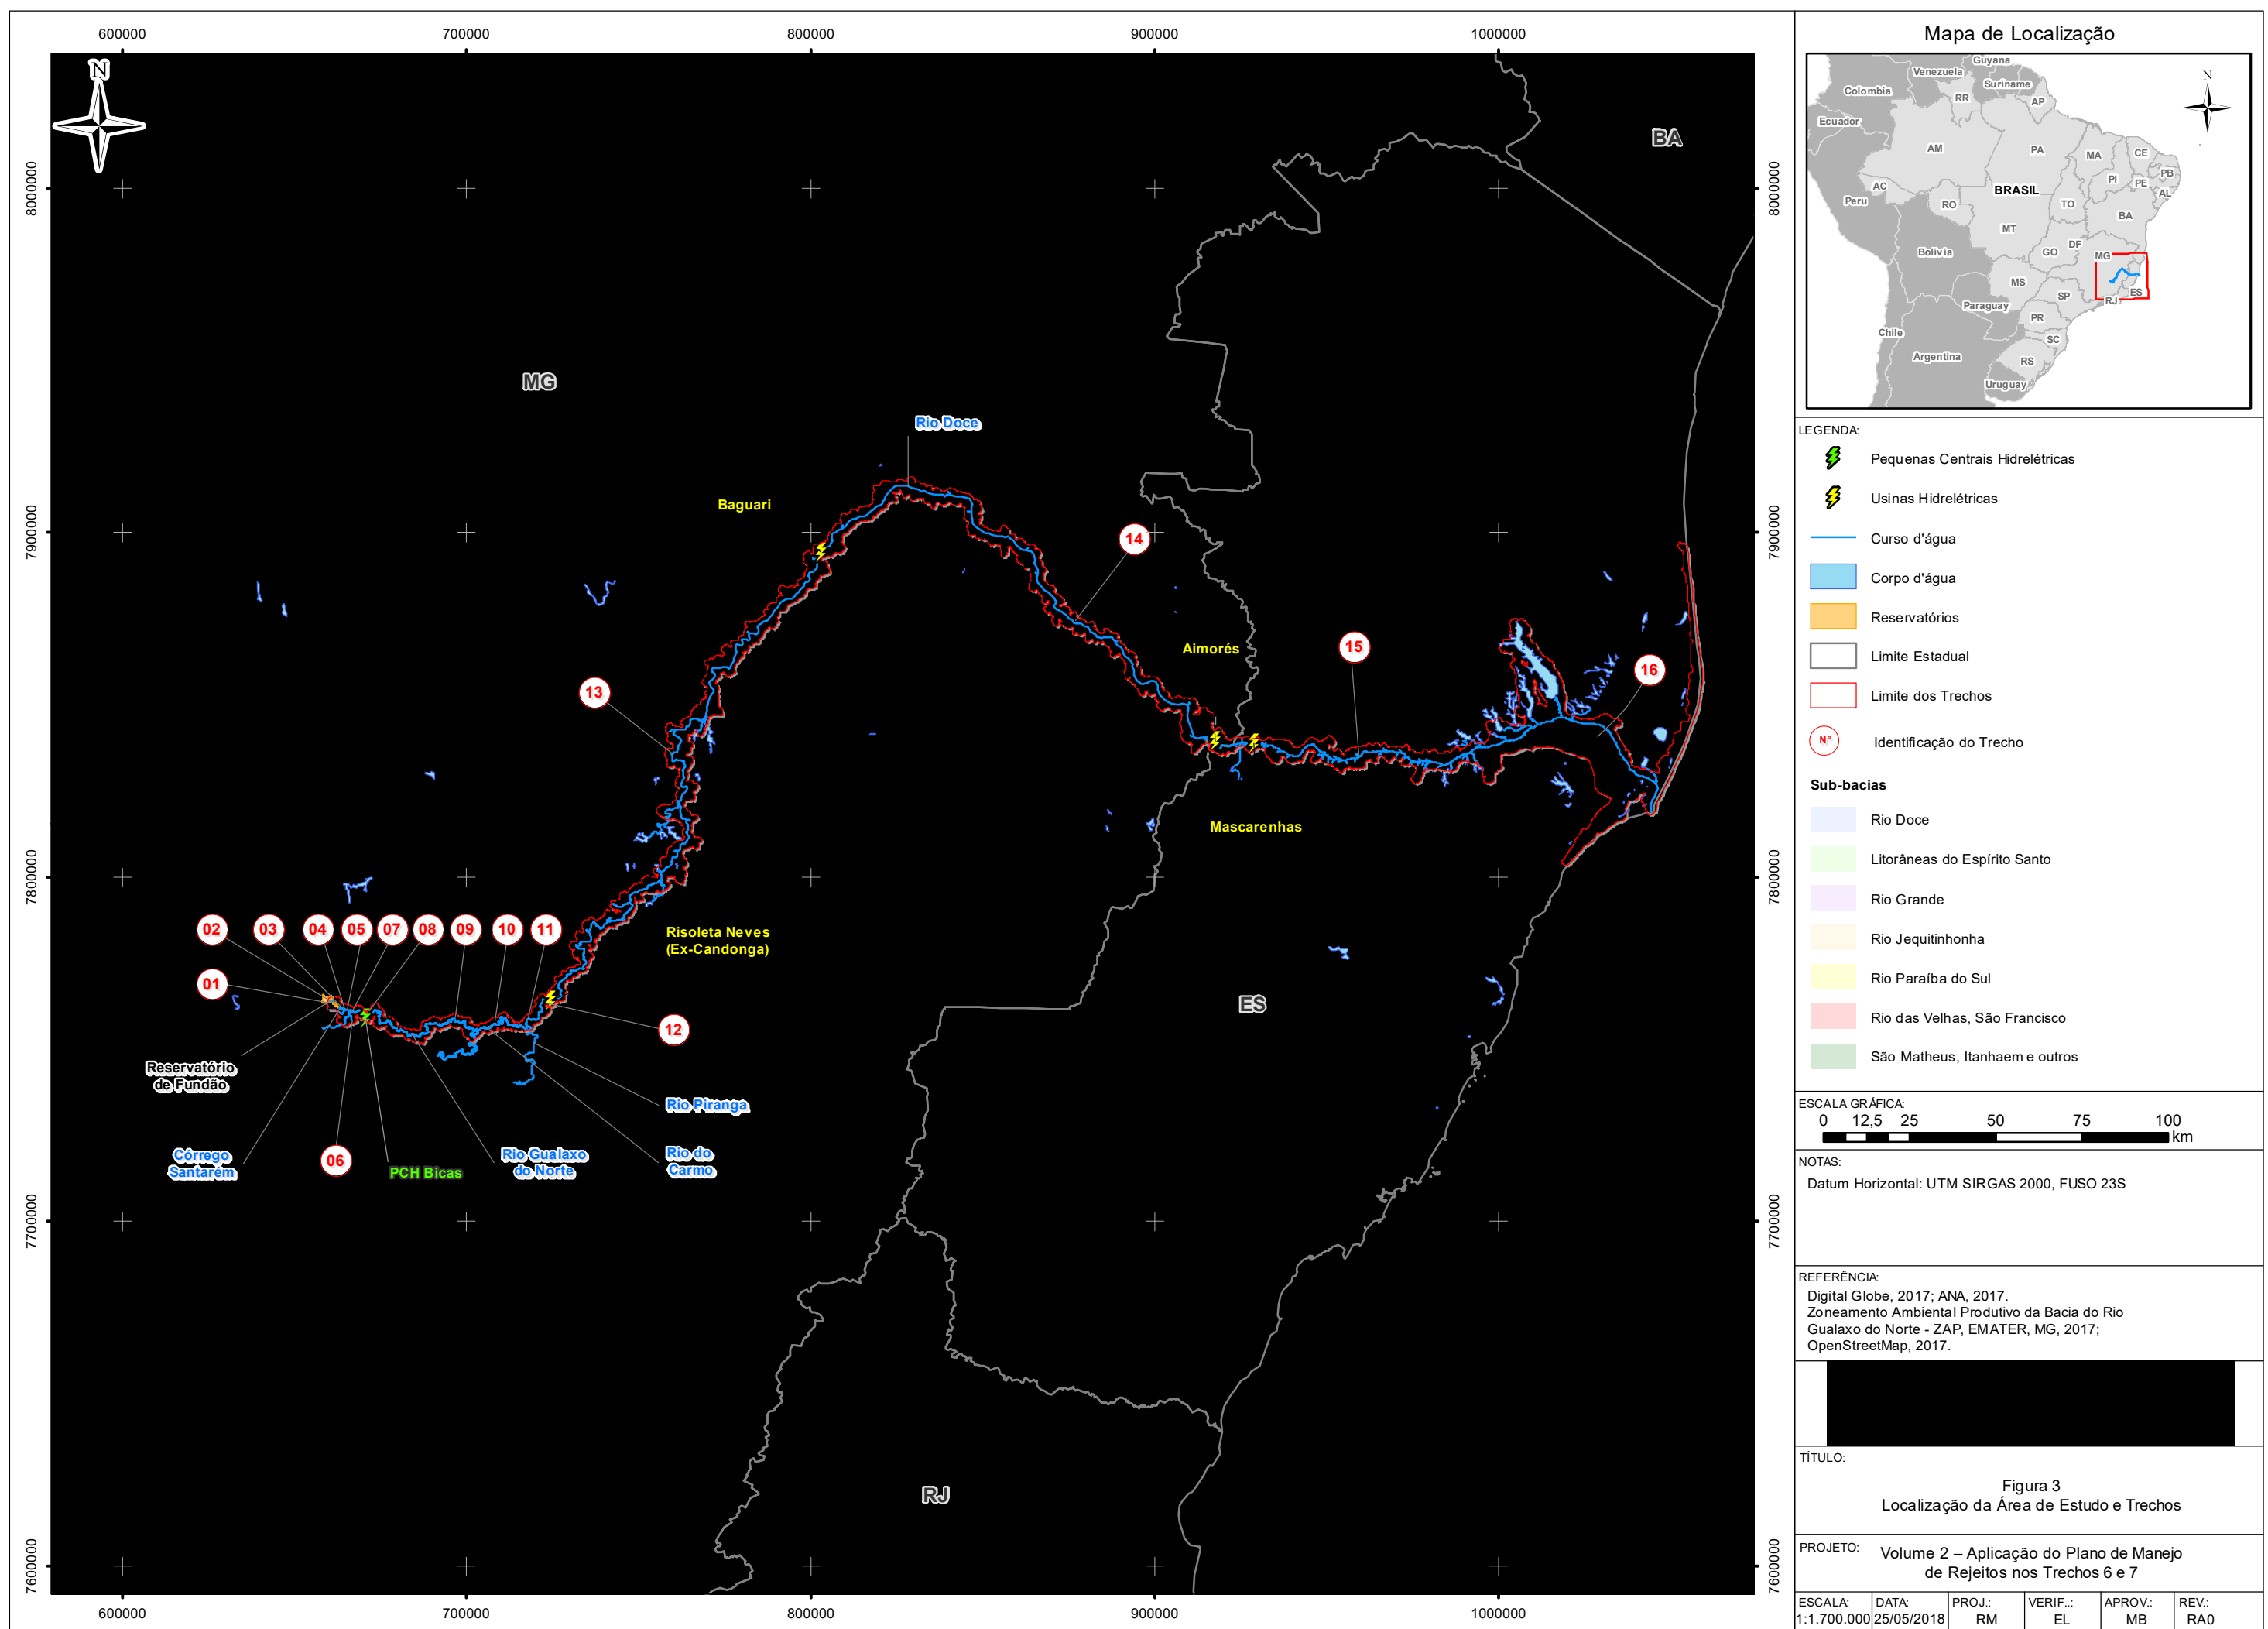 600000
700000
800000
900000
1000000
N
8000000
7900000
7800000
7700000
7600000
MG
BA
ES
RJ
Rio Doce
Baguari
14
13
Aimorés
15
16
Mascarenhas
Risoleta Neves
(Ex-Candonga)
02
03
04
05
07
08
09
10
11
01
12
06
Reservatório
de Fundão
Córrego
Santarém
PCH Bicas
Rio Gualaxo
do Norte
Rio Piranga
Rio do
Carmo
8000000
7900000
7800000
7700000
7600000
600000
700000
800000
900000
1000000
Mapa de Localização
N
Guyana
Venezuela
Suriname
Colombia
RR
AP
Ecuador
AM
PA
MA
CE
PB
PI
PE
AL
AC
Peru
BRASIL
RO
TO
BA
MT
Bolivia
GO
DF
MG
MS
ES
SP
RJ
Paraguay
PR
Chile
SC
Argentina
RS
Uruguay
LEGENDA:
Pequenas Centrais Hidrelétricas
Usinas Hidrelétricas
Curso d'água
Corpo d'água
Reservatórios
Limite Estadual
Limite dos Trechos
N° Identificação do Trecho
Sub-bacias
Rio Doce
Litorâneas do Espírito Santo
Rio Grande
Rio Jequitinhonha
Rio Paraíba do Sul
Rio das Velhas, São Francisco
São Matheus, Itanhaem e outros
ESCALA GRÁFICA:
0 12,5 25 50 75 100
km
NOTAS:
Datum Horizontal: UTM SIRGAS 2000, FUSO 23S
REFERÊNCIA:
Digital Globe, 2017; ANA, 2017.
Zoneamento Ambiental Produtivo da Bacia do Rio
Gualaxo do Norte - ZAP, EMATER, MG, 2017;
OpenStreetMap, 2017.
TÍTULO:
Figura 3
Localização da Área de Estudo e Trechos
PROJETO:
Volume 2 – Aplicação do Plano de Manejo
de Rejeitos nos Trechos 6 e 7
ESCALA: DATA: PROJ.: VERIF..: APROV.: REV.:
1:1.700.000 25/05/2018 RM EL MB RA0